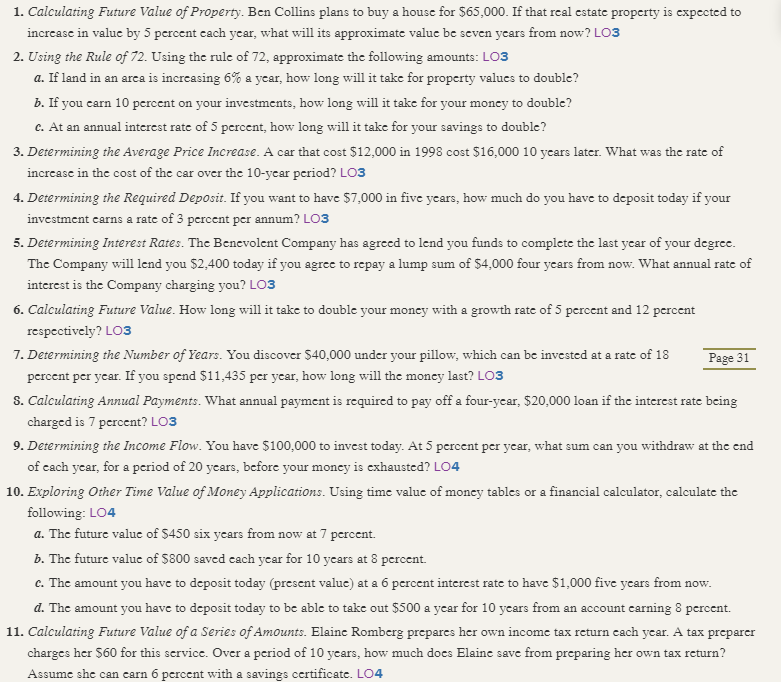 1. Calculating Future Value of Property. Ben Collins plans to buy a house for $65,000. If that real estate property is expected to
increase in value by 5 percent each year, what will its approximate value be seven years from now? LO3
2. Using the Rule of 72. Using the rule of 72, approximate the following amounts: LO3
a. If land in an area is increasing 6% a year, how long will it take for property values to double?
b. If you earn 10 percent on your investments, how long will it take for your money to double?
c. At an annual interest rate of 5 percent, how long will it take for your savings to double?
3. Determining the Average Price Increase. A car that cost $12,000 in 1998 cost $16,000 10 years later. What was the rate of
increase in the cost of the car over the 10-year period? LO3
4. Determining the Required Deposit. If you want to have $7,000 in five years, how much do you have to deposit today if your
investment earns a rate of 3 percent per annum? LO3
5. Determining Interest Rates. The Benevolent Company has agreed to lend you funds to complete the last year of your degree.
The Company will lend you $2,400 today if you agree to repay a lump sum of $4,000 four years from now. What annual rate of
interest is the Company charging you? LO3
6. Calculating Future Value. How long will it take to double your money with a growth rate of 5 percent and 12 percent
respectively? LO3
7. Determining the Number of Years. You discover $40,000 under your pillow, which can be invested at a rate of 18
Page 31
percent per year. If you spend $11,435 per year, how long will the money last? LO3
8. Calculating Annual Payments. What annual payment is required to pay off a four-year, $20,000 loan if the interest rate being
charged is 7 percent? LO3
9. Determining the Income Flow. You have $100,000 to invest today. At 5 percent per year, what sum can you withdraw at the end
of each year, for a period of 20 years, before your money is exhausted? LO4
10. Exploring Other Time Value of Money Applications. Using time value of money tables or a financial calculator, calculate the
following: LO4
a. The future value of $450 six years from now at 7 percent.
b. The future value of $800 saved each year for 10 years at 8 percent.
c. The amount you have to deposit today (present value) at a 6 percent interest rate to have $1,000 five years from now.
d. The amount you have to deposit today to be able to take out $500 a year for 10 years from an account earning 8 percent.
11. Calculating Future Value of a Series of Amounts. Elaine Romberg prepares her own income tax return each year. A tax preparer
charges her $60 for this service. Over a period of 10 years, how much does Elaine save from preparing her own tax return?
Assume she can earn 6 percent with a savings certificate. LO4